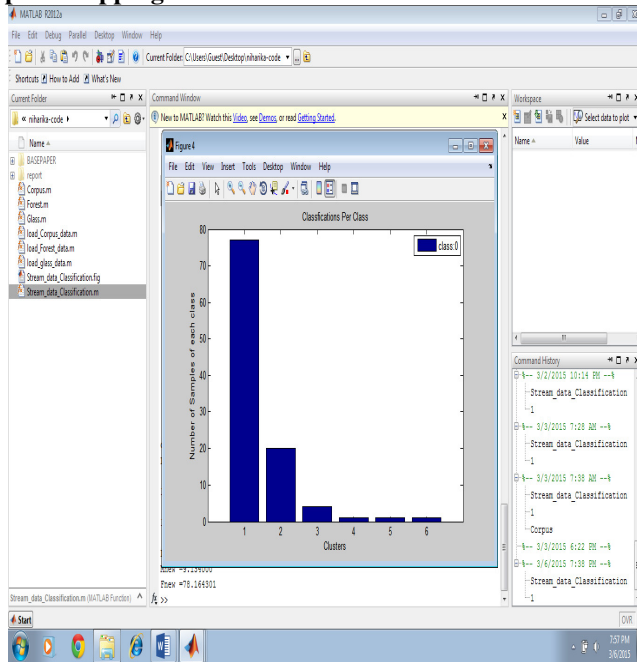 MATLAB R2012a
File Edit Debug Parallel Desktop Window Help
Current Folder: C:\Users\Guest\Desktop\niharika-code
Shortcuts How to Add What's New
Current Folder
« niharika-code
Name
BASEPAPER
report
Corpus.m
Forest.m
Glass.m
load_Corpus_data.m
load_Forest_data.m
load_glass_data.m
Stream_data_Classification.fig
Stream_data_Classification.m
Stream_data_Classification.m (MATLAB Function)
Command Window
New to MATLAB? Watch this Video, see Demos, or read Getting Started.
Figure 4
File Edit View Insert Tools Desktop Window Help
Classfications Per Class
class:0
Number of Samples of each class
80
70
60
50
40
30
20
10
0
1 2 3 4 5 6
Clusters
Fnew =78.164301
fx >>
Workspace
Select data to plot
Name Value
Command History
%-- 3/2/2015 10:14 PM --%
Stream_data_Classification
1
%-- 3/3/2015 7:28 AM --%
Stream_data_Classification
1
%-- 3/3/2015 7:38 AM --%
Stream_data_Classification
1
Corpus
%-- 3/3/2015 6:22 PM --%
%-- 3/6/2015 7:38 PM --%
Stream_data_Classification
1
Start
OVR
7:57 PM
3/6/2015